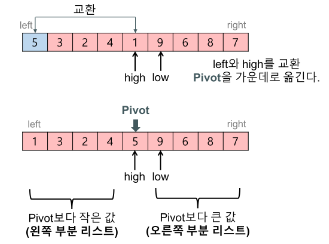 교환
left
right
5 3 2 4 1 9 6 8 7
high low
left와 high를 교환
Pivot을 가운데로 옮긴다.
Pivot
left
right
1 3 2 4 5 9 6 8 7
high low
Pivot보다 작은 값
(왼쪽 부분 리스트)
Pivot보다 큰 값
(오른쪽 부분 리스트)